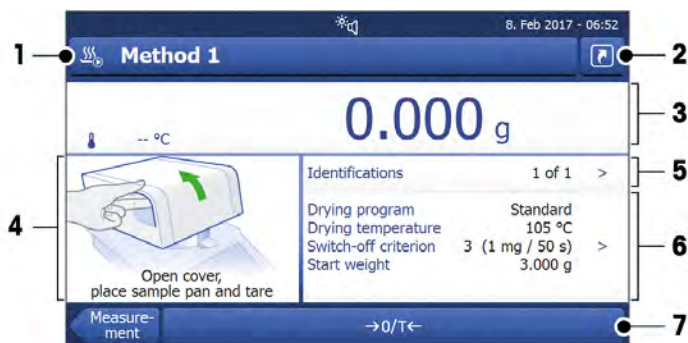 8. Feb 2017 - 06:52
1
Method 1
2
0.000 g
3
-- °C
4
Identifications 1 of 1 >
5
Drying program Standard
Drying temperature 105 °C
Switch-off criterion 3 (1 mg / 50 s) >
Start weight 3.000 g
6
Open cover,
place sample pan and tare
Measure-
ment
→0/T←
7